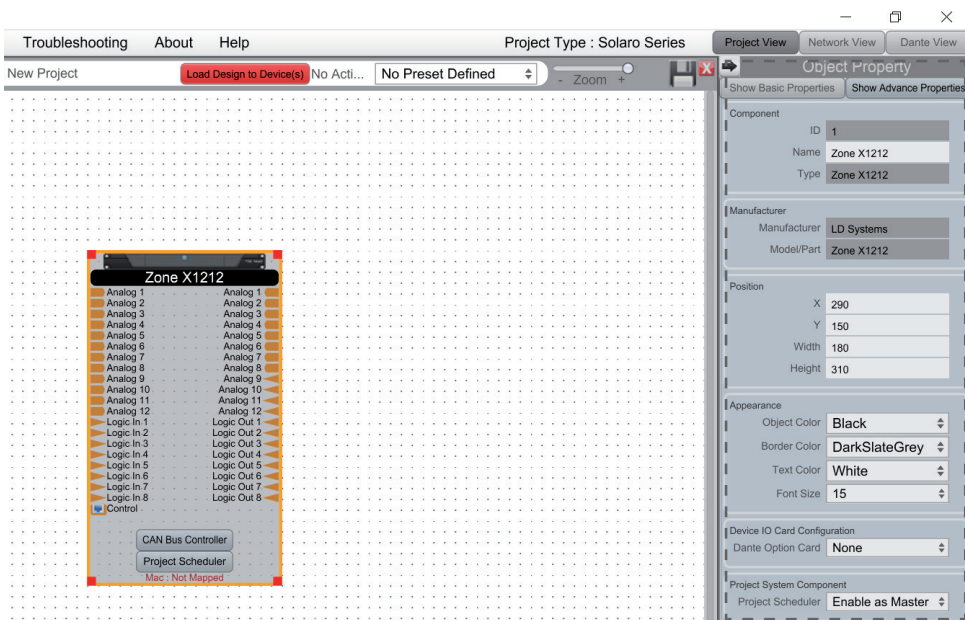 Troubleshooting About Help Project Type : Solaro Series Project View Network View Dante View
New Project Load Design to Device(s) No Acti... No Preset Defined - Zoom +
Object Property
Show Basic Properties Show Advance Properties
Component
ID 1
Name Zone X1212
Type Zone X1212
Manufacturer
Manufacturer LD Systems
Model/Part Zone X1212
Position
X 290
Y 150
Width 180
Height 310
Appearance
Object Color Black
Border Color DarkSlateGrey
Text Color White
Font Size 15
Device IO Card Configuration
Dante Option Card None
Project System Component
Project Scheduler Enable as Master
Zone X1212
Analog 1 Analog 1
Analog 2 Analog 2
Analog 3 Analog 3
Analog 4 Analog 4
Analog 5 Analog 5
Analog 6 Analog 6
Analog 7 Analog 7
Analog 8 Analog 8
Analog 9 Analog 9
Analog 10 Analog 10
Analog 11 Analog 11
Analog 12 Analog 12
Logic In 1 Logic Out 1
Logic In 2 Logic Out 2
Logic In 3 Logic Out 3
Logic In 4 Logic Out 4
Logic In 5 Logic Out 5
Logic In 6 Logic Out 6
Logic In 7 Logic Out 7
Logic In 8 Logic Out 8
Control
CAN Bus Controller
Project Scheduler
Mac : Not Mapped